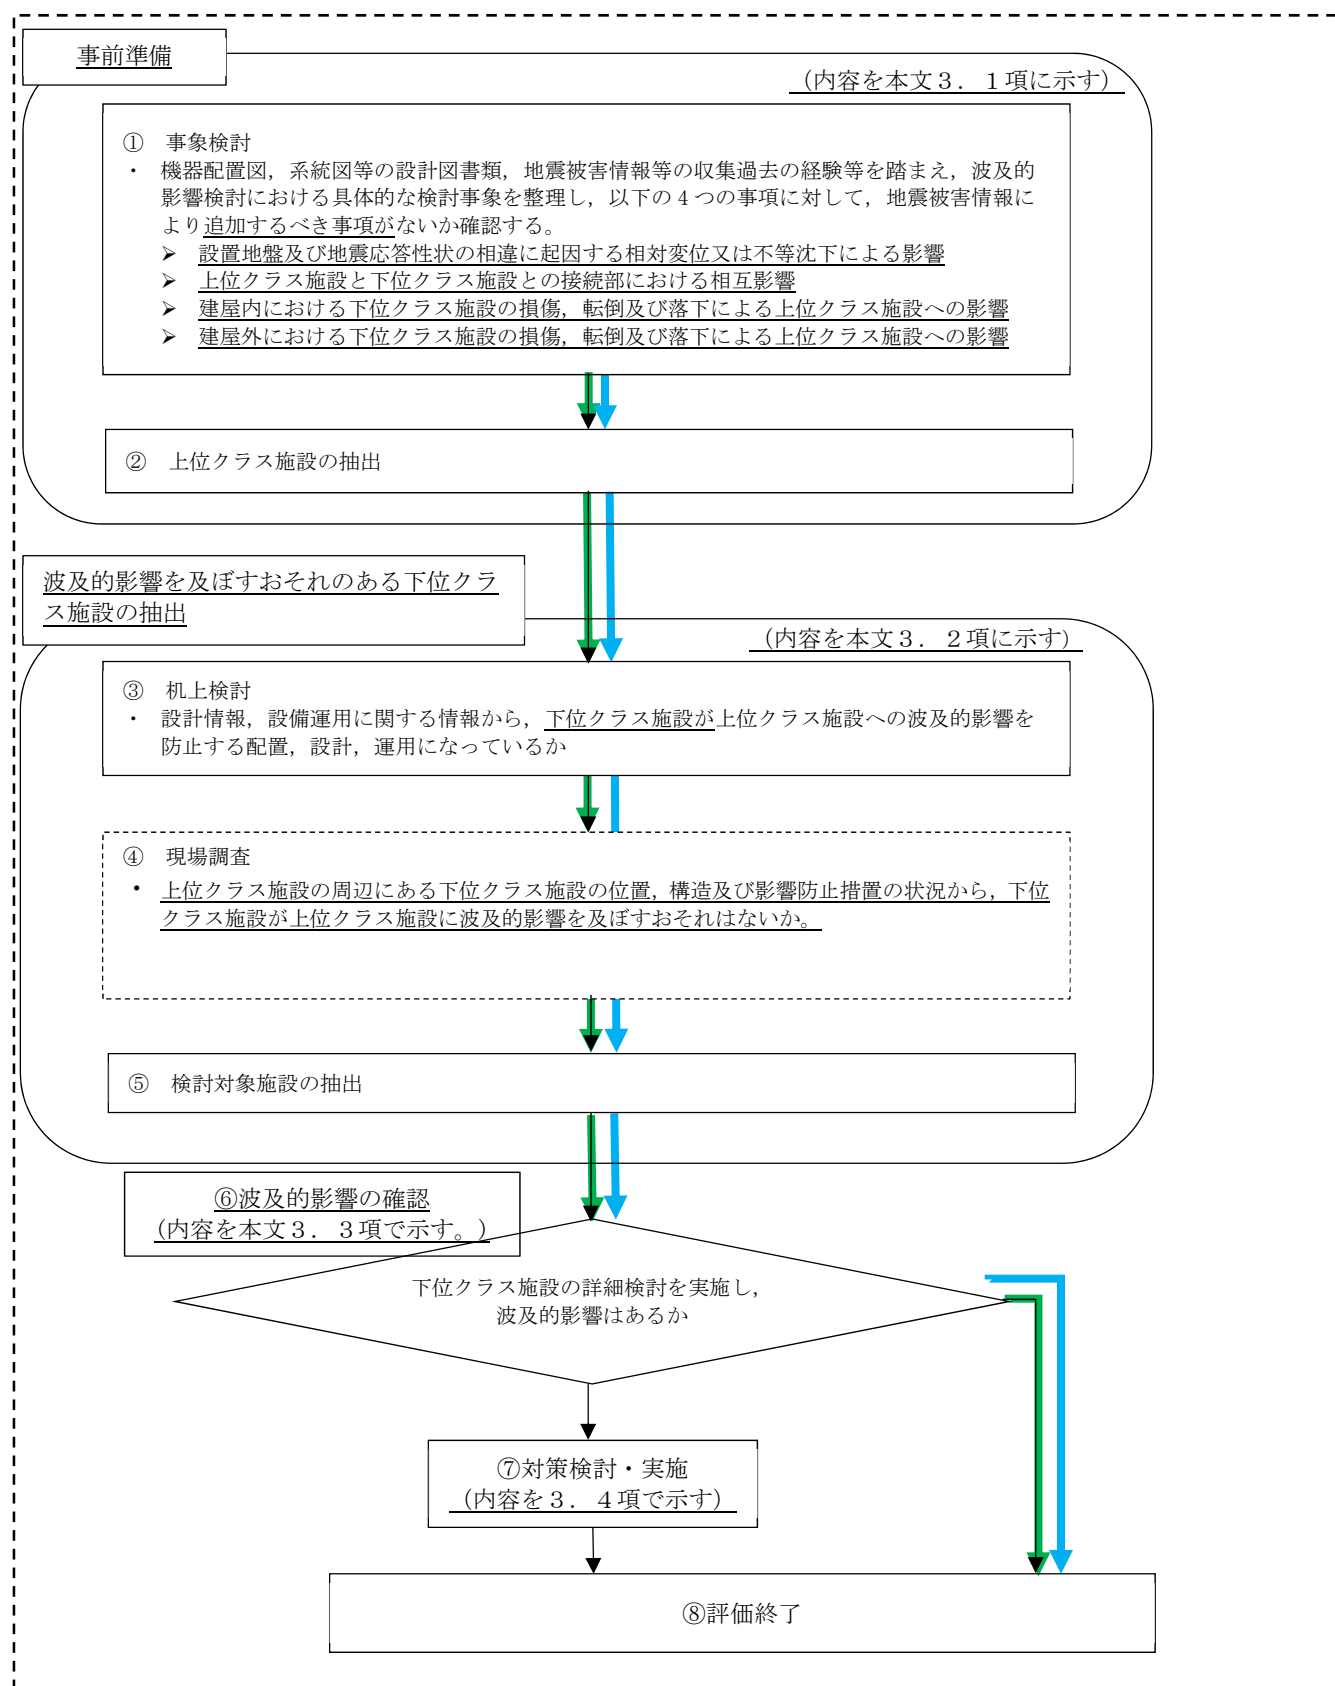 事前準備
(内容を本文3.1項に示す)
① 事象検討
・ 機器配置図，系統図等の設計図書類，地震被害情報等の収集過去の経験等を踏まえ，波及的
影響検討における具体的な検討事象を整理し，以下の4つの事項に対して，地震被害情報に
より追加するべき事項がないか確認する。
➢ 設置地盤及び地震応答性状の相違に起因する相対変位又は不等沈下による影響
➢ 上位クラス施設と下位クラス施設との接続部における相互影響
➢ 建屋内における下位クラス施設の損傷，転倒及び落下による上位クラス施設への影響
➢ 建屋外における下位クラス施設の損傷，転倒及び落下による上位クラス施設への影響
② 上位クラス施設の抽出
波及的影響を及ぼすおそれのある下位クラ
ス施設の抽出
(内容を本文3.2項に示す)
③ 机上検討
・ 設計情報，設備運用に関する情報から，下位クラス施設が上位クラス施設への波及的影響を
防止する配置，設計，運用になっているか
④ 現場調査
・ 上位クラス施設の周辺にある下位クラス施設の位置，構造及び影響防止措置の状況から，下位
クラス施設が上位クラス施設に波及的影響を及ぼすおそれはないか。
⑤ 検討対象施設の抽出
⑥波及的影響の確認
(内容を本文3.3項で示す。)
下位クラス施設の詳細検討を実施し，
波及的影響はあるか
⑦対策検討・実施
(内容を3.4項で示す)
⑧評価終了